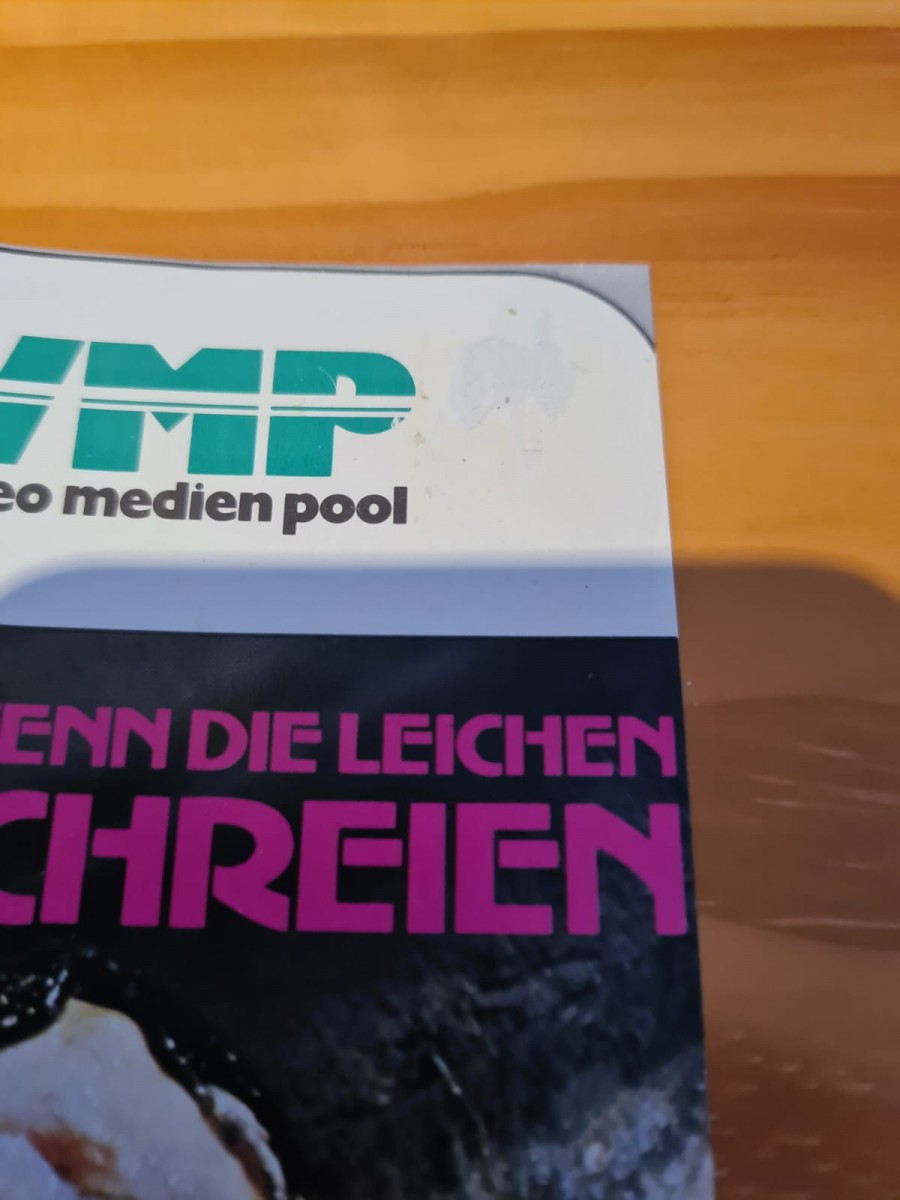 VMP
eo medien pool
ENN DIE LEICHEN
CHREIEN